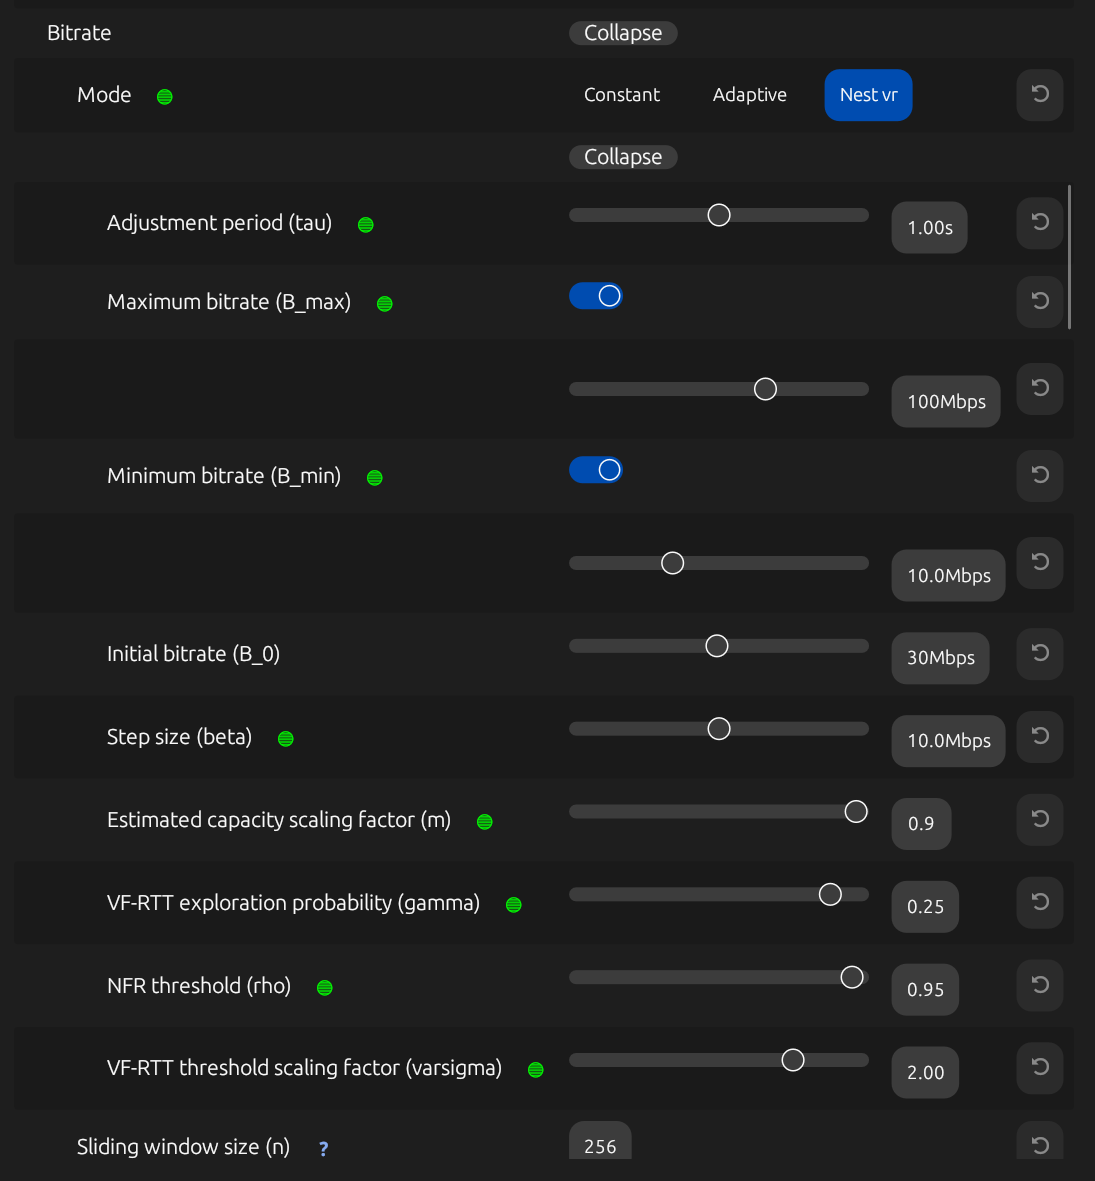 Bitrate Collapse
Mode Constant Adaptive Nest vr
Collapse
Adjustment period (tau) 1.00s
Maximum bitrate (B_max)
100Mbps
Minimum bitrate (B_min)
10.0Mbps
Initial bitrate (B_0) 30Mbps
Step size (beta) 10.0Mbps
Estimated capacity scaling factor (m) 0.9
VF-RTT exploration probability (gamma) 0.25
NFR threshold (rho) 0.95
VF-RTT threshold scaling factor (varsigma) 2.00
Sliding window size (n) ? 256